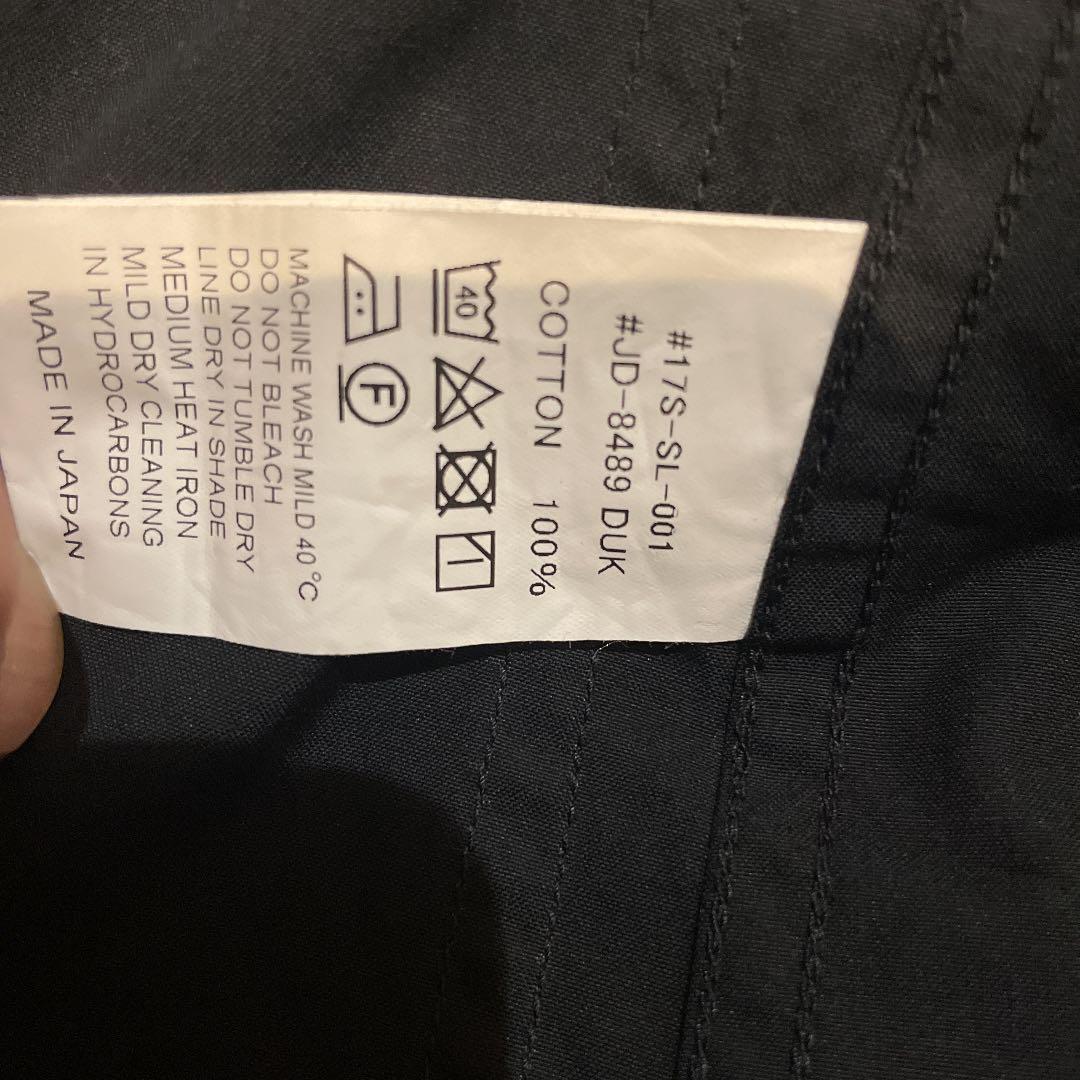 #17S-SL-001
#JD-8489 DUK
COTTON 100%
40
F
MACHINE WASH MILD 40 °C
DO NOT BLEACH
DO NOT TUMBLE DRY
LINE DRY IN SHADE
MEDIUM HEAT IRON
MILD DRY CLEANING
IN HYDROCARBONS
MADE IN JAPAN